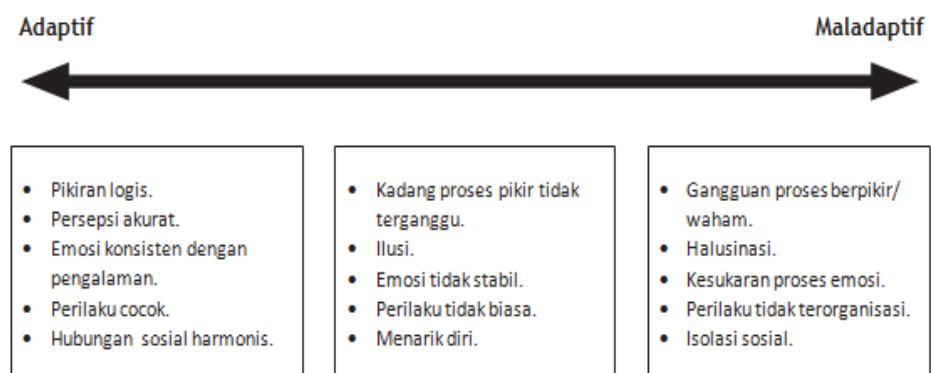 Adaptif
Maladaptif
• Pikiran logis.
• Persepsi akurat.
• Emosi konsisten dengan
pengalaman.
• Perilaku cocok.
• Hubungan sosial harmonis.
• Kadang proses pikir tidak
terganggu.
• Ilusi.
• Emosi tidak stabil.
• Perilaku tidak biasa.
• Menarik diri.
• Gangguan proses berpikir/
waham.
• Halusinasi.
• Kesukaran proses emosi.
• Perilaku tidak terorganisasi.
• Isolasi sosial.